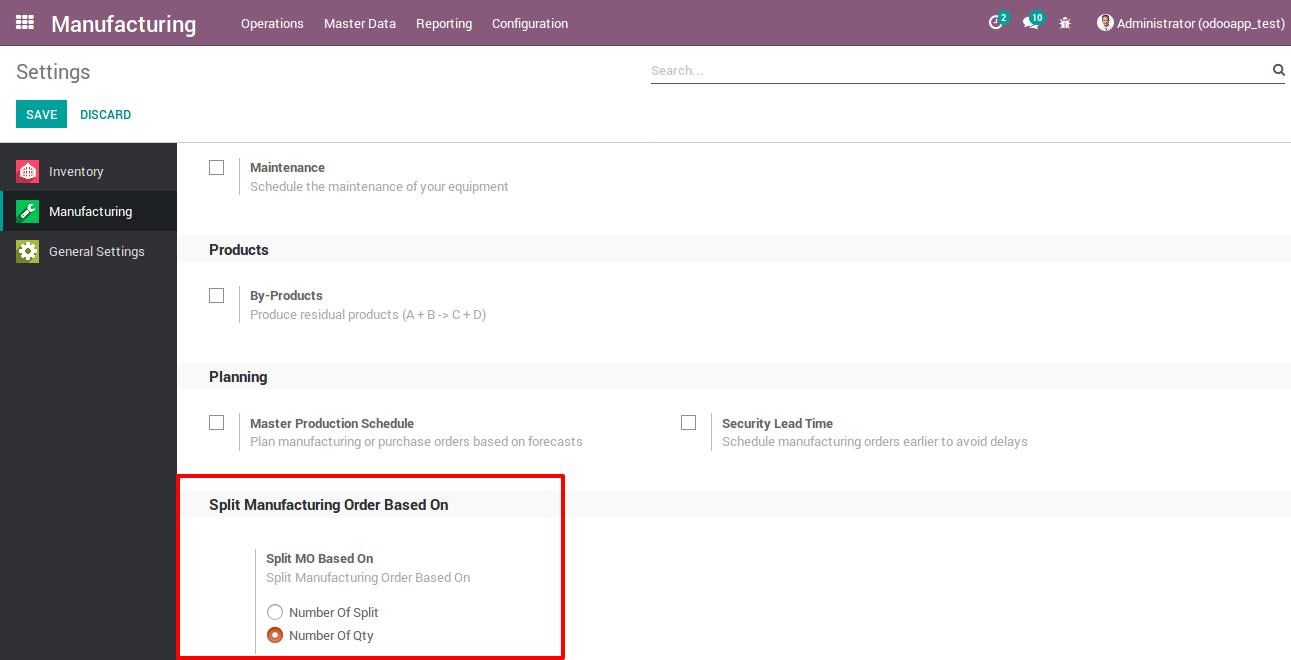 Manufacturing Operations Master Data Reporting Configuration 2 10 Administrator (odooapp_test)
Settings Search...
SAVE DISCARD
Inventory
Manufacturing
General Settings
Maintenance
Schedule the maintenance of your equipment
Products
By-Products
Produce residual products (A + B -> C + D)
Planning
Master Production Schedule
Plan manufacturing or purchase orders based on forecasts
Security Lead Time
Schedule manufacturing orders earlier to avoid delays
Split Manufacturing Order Based On
Split MO Based On
Split Manufacturing Order Based On
Number Of Split
Number Of Qty